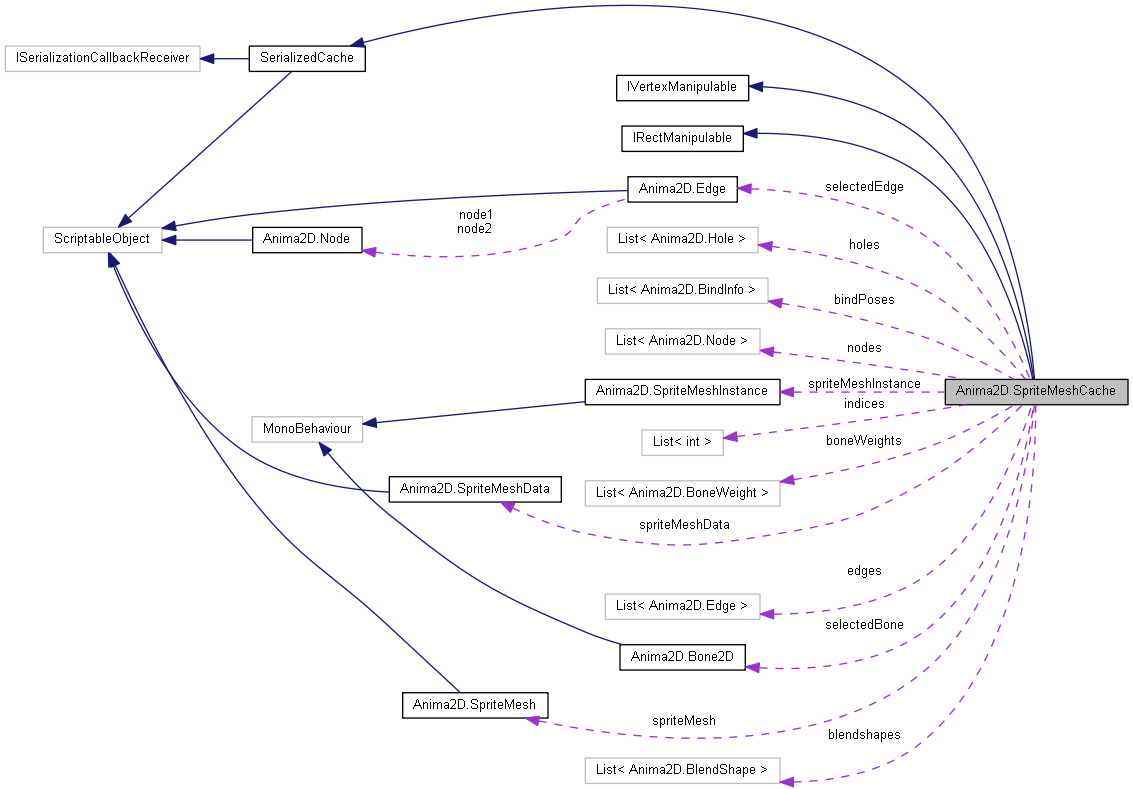 ISerializationCallbackReceiver
SerializedCache
IVertexManipulable
IRectManipulable
Anima2D.Edge
selectedEdge
node1
node2
ScriptableObject
Anima2D.Node
List< Anima2D.Hole >
holes
List< Anima2D.BindInfo >
bindPoses
List< Anima2D.Node >
nodes
Anima2D.SpriteMeshInstance
spriteMeshInstance
Anima2D.SpriteMeshCache
indices
MonoBehaviour
List< int >
boneWeights
Anima2D.SpriteMeshData
List< Anima2D.BoneWeight >
spriteMeshData
edges
List< Anima2D.Edge >
selectedBone
Anima2D.Bone2D
Anima2D.SpriteMesh
spriteMesh
blendshapes
List< Anima2D.BlendShape >